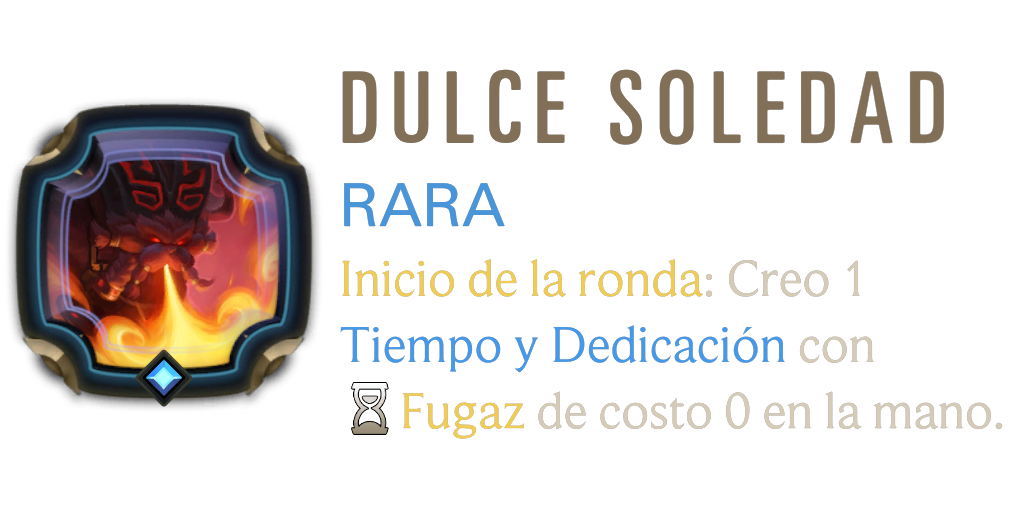 DULCE SOLEDAD
RARA
Inicio de la ronda: Creo 1
Tiempo y Dedicación con
Fugaz de costo 0 en la mano.